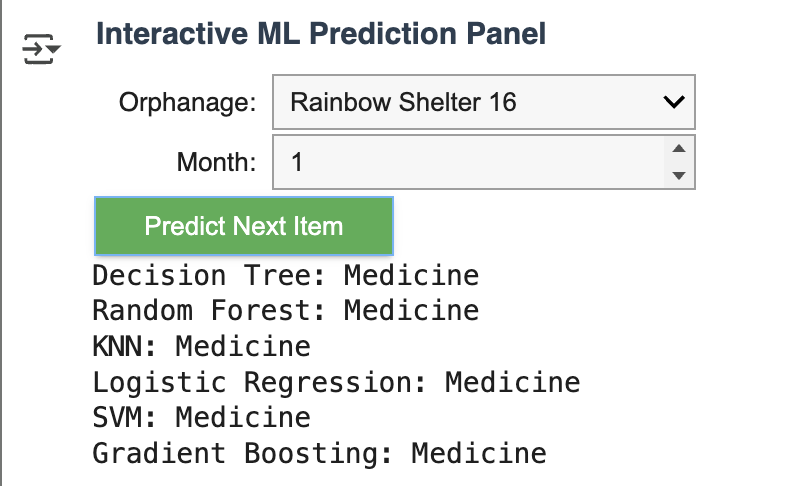 Interactive ML Prediction Panel
Orphanage: Rainbow Shelter 16
Month: 1
Predict Next Item
Decision Tree: Medicine
Random Forest: Medicine
KNN: Medicine
Logistic Regression: Medicine
SVM: Medicine
Gradient Boosting: Medicine